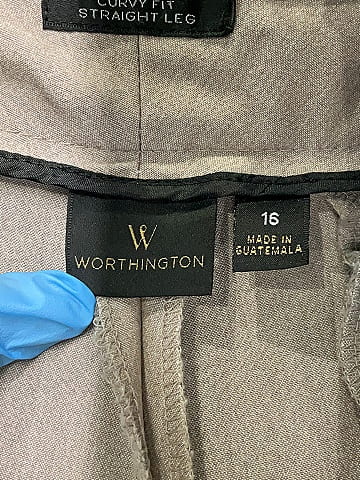 CURVY FIT
STRAIGHT LEG
W
WORTHINGTON
16
MADE IN
GUATEMALA